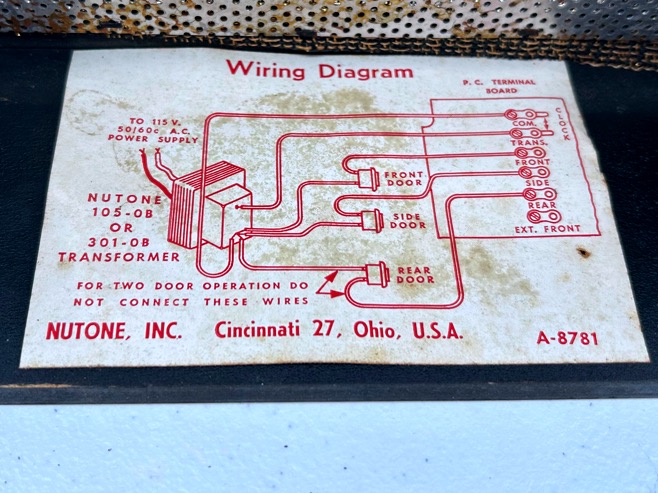 Wiring Diagram
P. C. TERMINAL
BOARD
TO 115 V.
50/60c A.C.
POWER SUPPLY
COM.
CLOCK
TRANS.
FRONT
SIDE
REAR
EXT. FRONT
FRONT
DOOR
SIDE
DOOR
REAR
DOOR
NUTONE
105-0B
OR
301-0B
TRANSFORMER
FOR TWO DOOR OPERATION DO
NOT CONNECT THESE WIRES
NUTONE, INC. Cincinnati 27, Ohio, U.S.A. A-8781